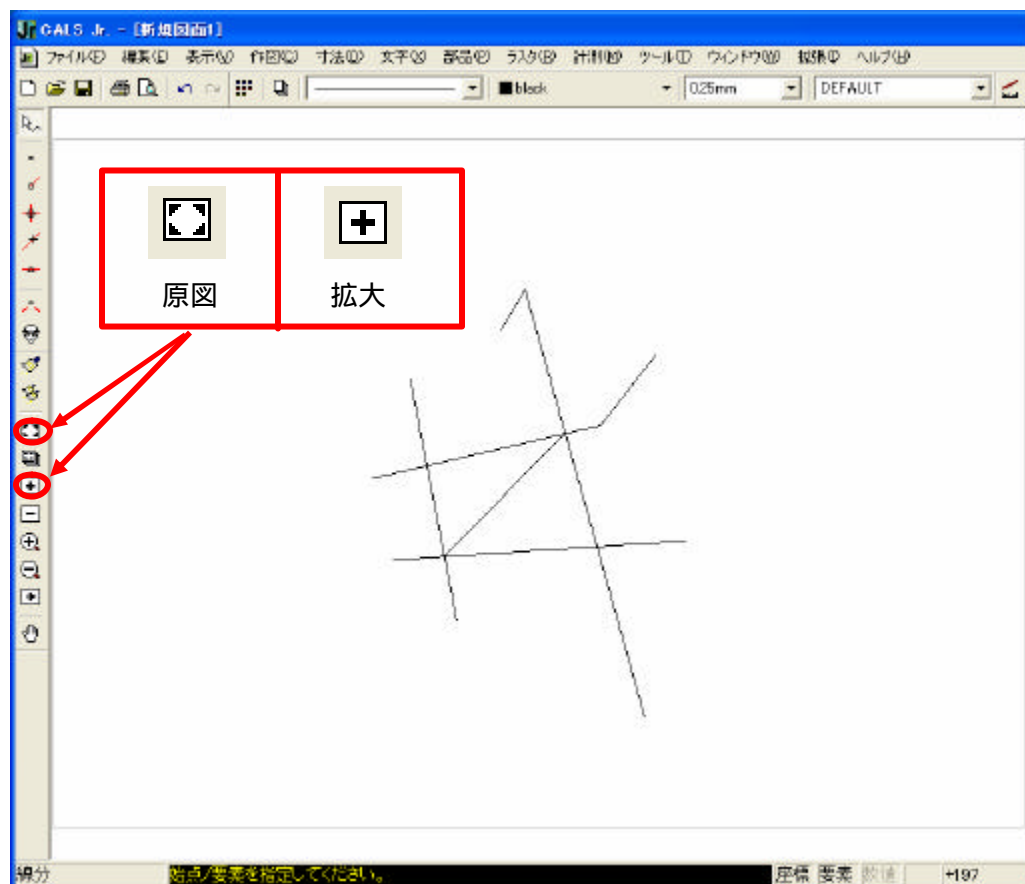 CALS Jr. - [新規図面1]
ファイル(F) 編集(E) 表示(V) 作図(C) 寸法(D) 文字(X) 部品(P) ラスタ(B) 計測(M) ツール(T) ウィンドウ(W) 拡張(I) ヘルプ(H)
black 0.25mm DEFAULT
原図 拡大
線分 始点/要素を指定してください。 座標 要素 数値 +197